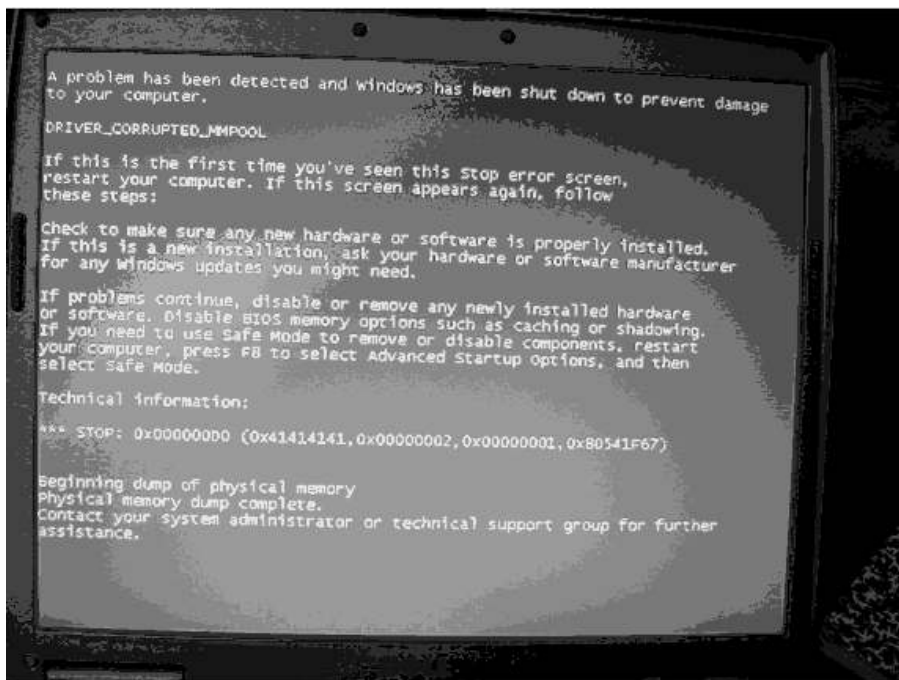 A problem has been detected and Windows has been shut down to prevent damage
to your computer.
DRIVER_CORRUPTED_MMPOOL
If this is the first time you've seen this Stop error screen,
restart your computer. If this screen appears again, follow
these steps:
Check to make sure any new hardware or software is properly installed.
If this is a new installation, ask your hardware or software manufacturer
for any Windows updates you might need.
If problems continue, disable or remove any newly installed hardware
or software. Disable BIOS memory options such as caching or shadowing.
If you need to use Safe Mode to remove or disable components, restart
your computer, press F8 to select Advanced Startup Options, and then
select Safe Mode.
Technical information:
*** STOP: 0x000000D0 (0x41414141,0x00000002,0x00000001,0x80541F67)
Beginning dump of physical memory
Physical memory dump complete.
Contact your system administrator or technical support group for further
assistance.